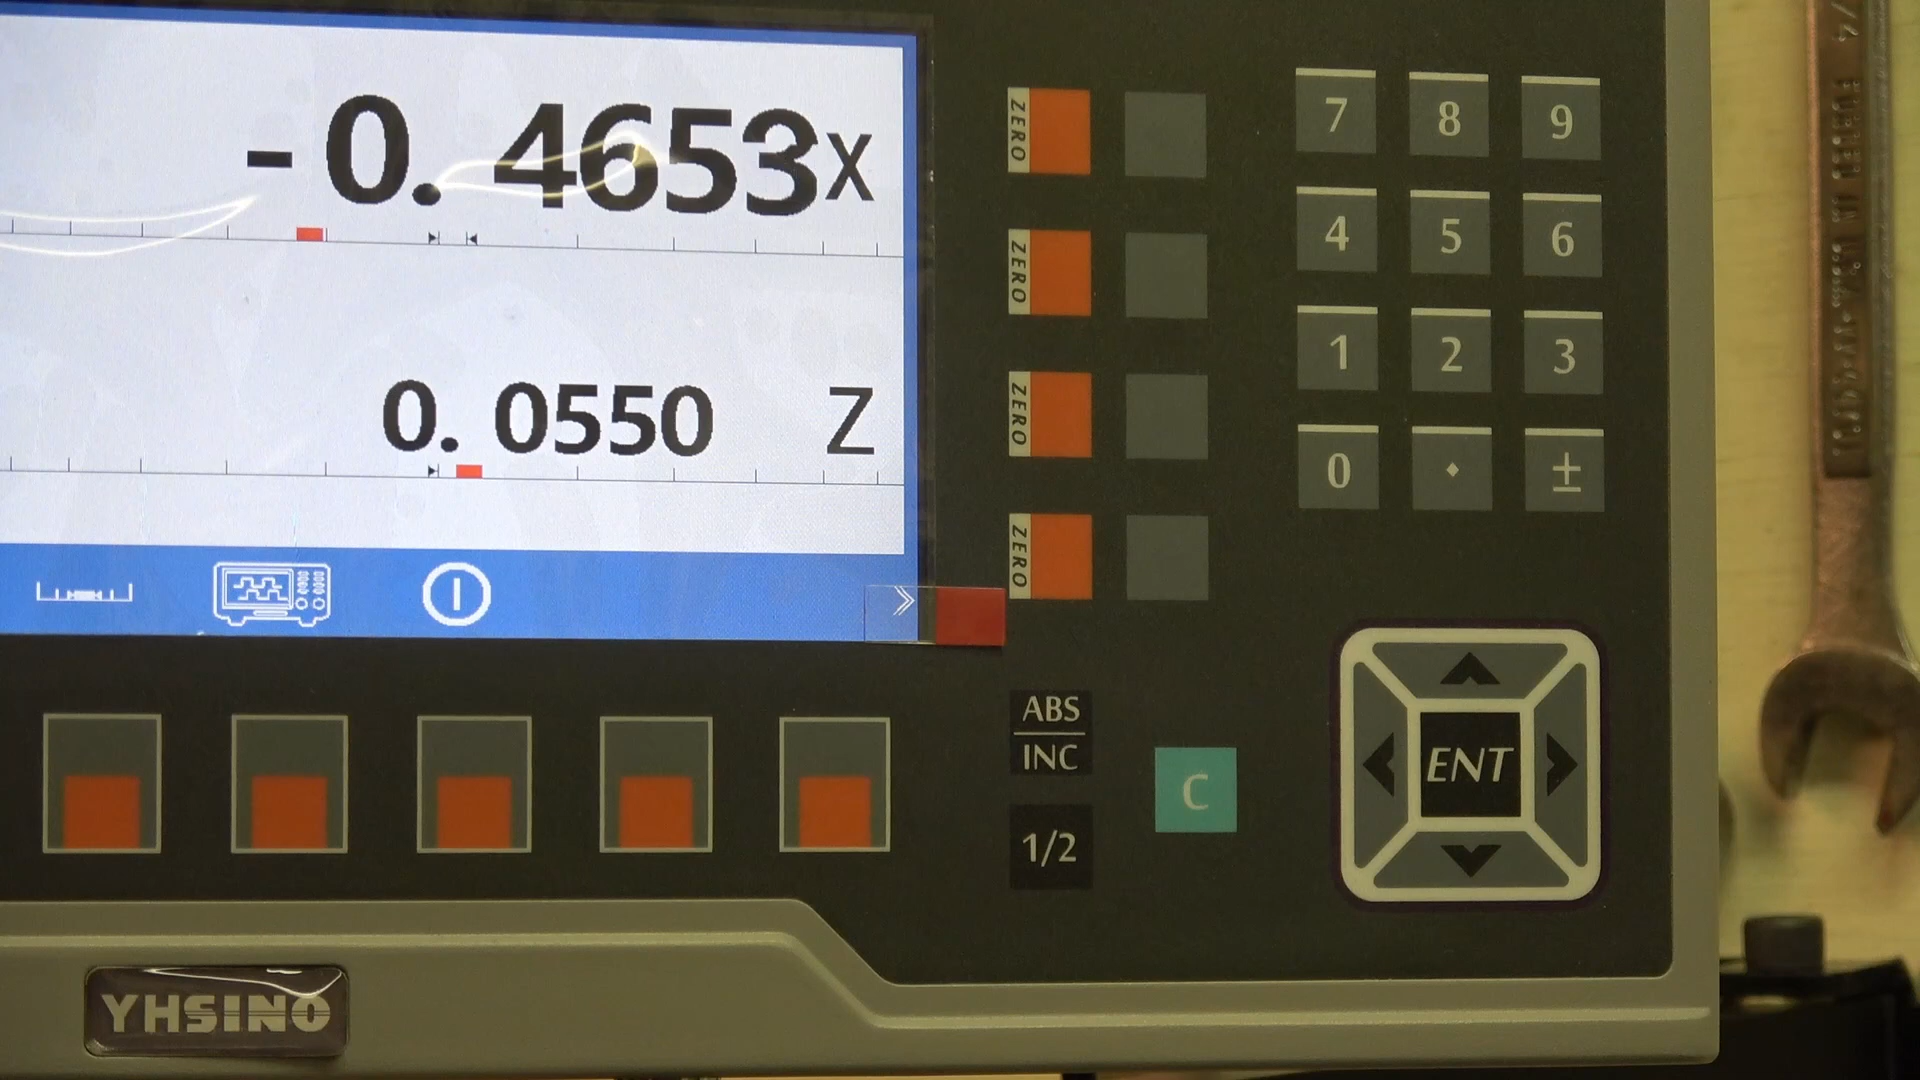 -0.4653X
0.0550 Z
»
ZERO
ZERO
ZERO
ZERO
7 8 9
4 5 6
1 2 3
0 · ±
ABS
INC
1/2
C
ENT
YHSINO